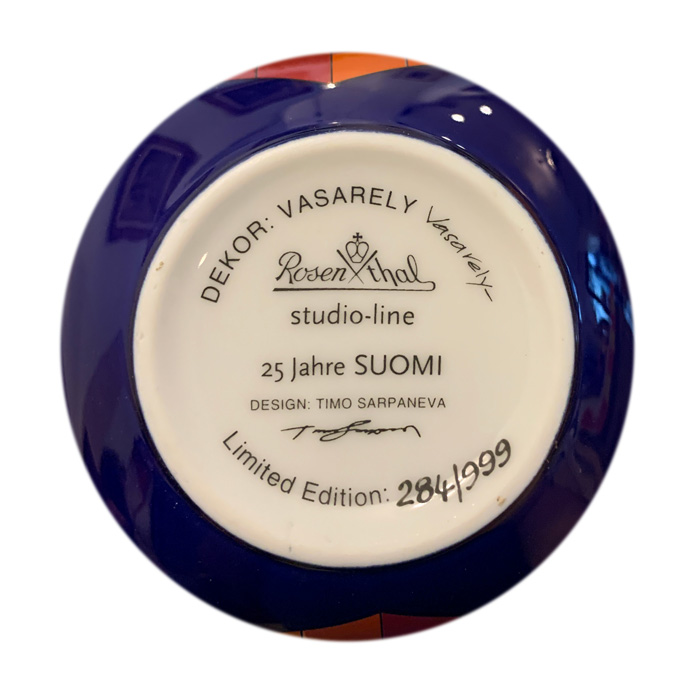 DEKOR: VASARELY Vasarely-
Rosenthal
studio-line
25 Jahre SUOMI
DESIGN: TIMO SARPANEVA
Limited Edition: 284/999